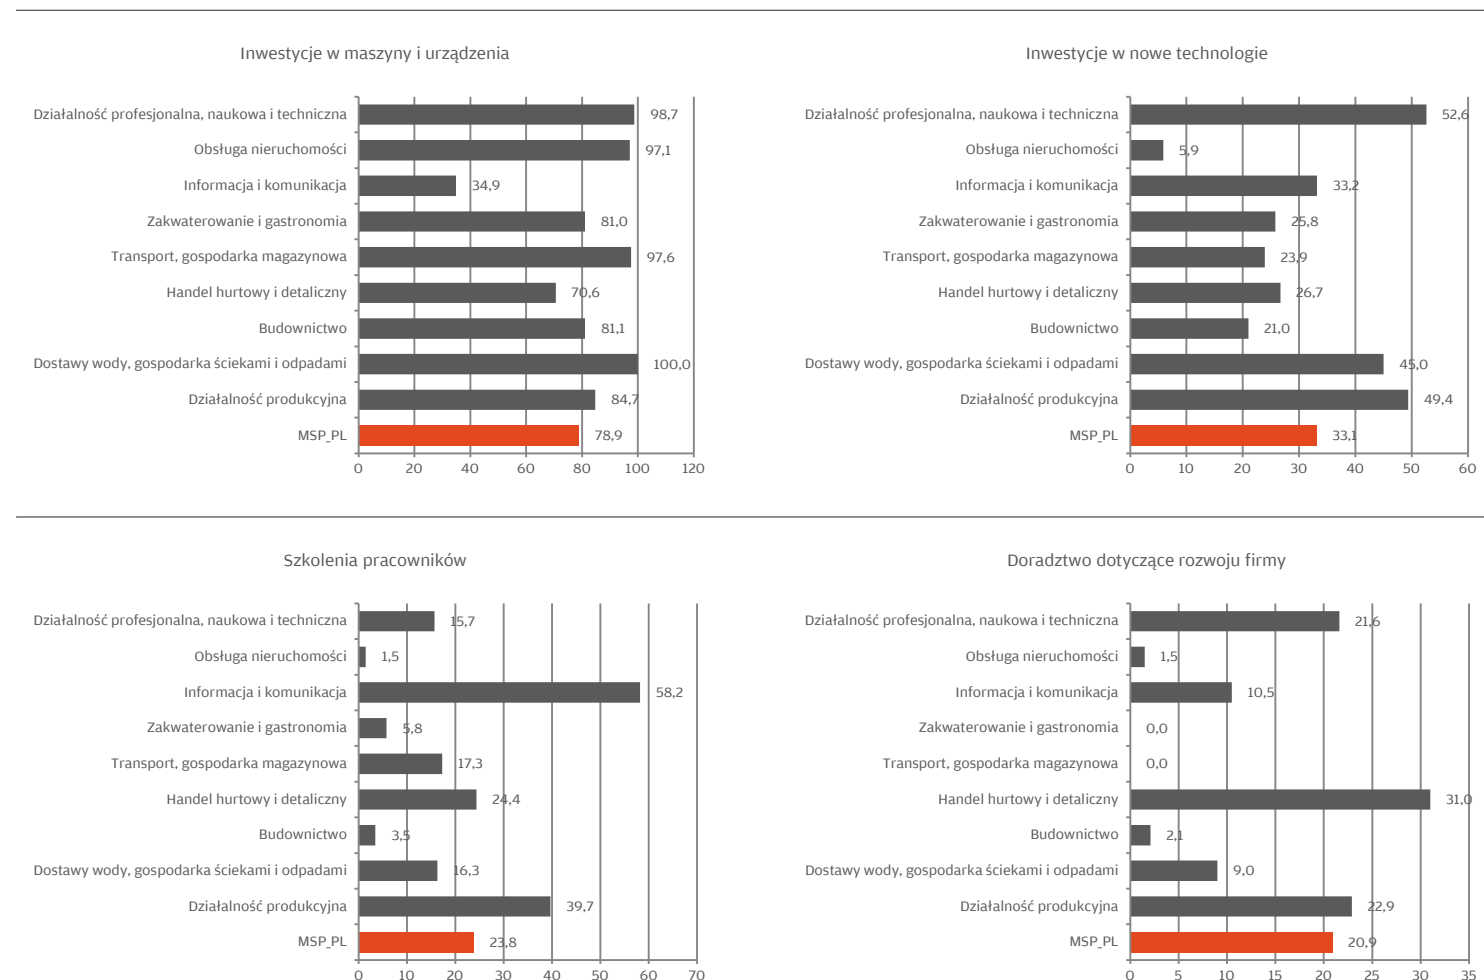 Inwestycje w maszyny i urządzenia
Działalność profesjonalna, naukowa i techniczna 98,7
Obsługa nieruchomości 97,1
Informacja i komunikacja 34,9
Zakwaterowanie i gastronomia 81,0
Transport, gospodarka magazynowa 97,6
Handel hurtowy i detaliczny 70,6
Budownictwo 81,1
Dostawy wody, gospodarka ściekami i odpadami 100,0
Działalność produkcyjna 84,7
MSP_PL 78,9
0 20 40 60 80 100 120
Inwestycje w nowe technologie
Działalność profesjonalna, naukowa i techniczna 52,6
Obsługa nieruchomości 5,9
Informacja i komunikacja 33,2
Zakwaterowanie i gastronomia 25,8
Transport, gospodarka magazynowa 23,9
Handel hurtowy i detaliczny 26,7
Budownictwo 21,0
Dostawy wody, gospodarka ściekami i odpadami 45,0
Działalność produkcyjna 49,4
MSP_PL 33,1
0 10 20 30 40 50 60
Szkolenia pracowników
Działalność profesjonalna, naukowa i techniczna 15,7
Obsługa nieruchomości 1,5
Informacja i komunikacja 58,2
Zakwaterowanie i gastronomia 5,8
Transport, gospodarka magazynowa 17,3
Handel hurtowy i detaliczny 24,4
Budownictwo 3,5
Dostawy wody, gospodarka ściekami i odpadami 16,3
Działalność produkcyjna 39,7
MSP_PL 23,8
0 10 20 30 40 50 60 70
Doradztwo dotyczące rozwoju firmy
Działalność profesjonalna, naukowa i techniczna 21,6
Obsługa nieruchomości 1,5
Informacja i komunikacja 10,5
Zakwaterowanie i gastronomia 0,0
Transport, gospodarka magazynowa 0,0
Handel hurtowy i detaliczny 31,0
Budownictwo 2,1
Dostawy wody, gospodarka ściekami i odpadami 9,0
Działalność produkcyjna 22,9
MSP_PL 20,9
0 5 10 15 20 25 30 35